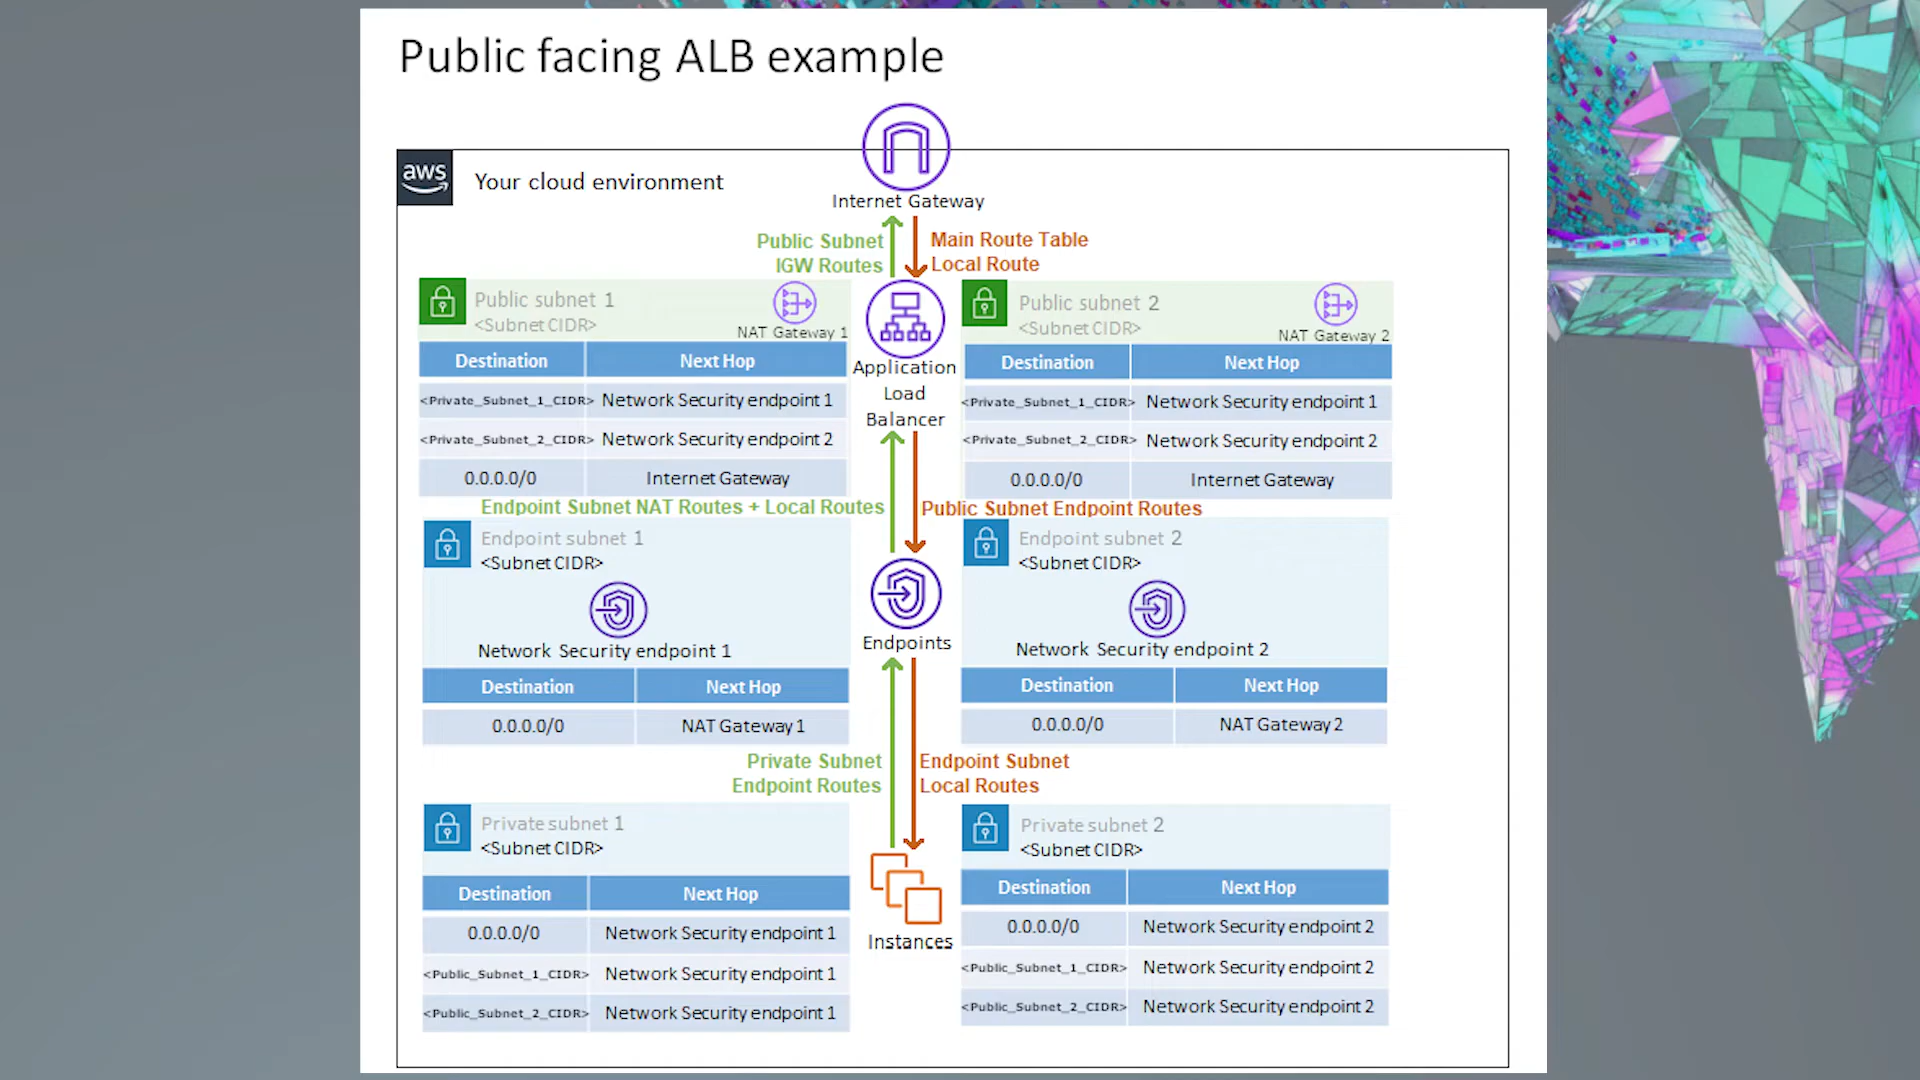 Public facing ALB example
aws
Your cloud environment
Internet Gateway
Public Subnet
IGW Routes
Main Route Table
Local Route
Public subnet 1
<Subnet CIDR>
NAT Gateway 1
Destination
Next Hop
<Private_Subnet_1_CIDR>
Network Security endpoint 1
<Private_Subnet_2_CIDR>
Network Security endpoint 2
0.0.0.0/0
Internet Gateway
Application
Load
Balancer
Public subnet 2
<Subnet CIDR>
NAT Gateway 2
Destination
Next Hop
<Private_Subnet_1_CIDR>
Network Security endpoint 1
<Private_Subnet_2_CIDR>
Network Security endpoint 2
0.0.0.0/0
Internet Gateway
Endpoint Subnet NAT Routes + Local Routes
Public Subnet Endpoint Routes
Endpoint subnet 1
<Subnet CIDR>
Network Security endpoint 1
Destination
Next Hop
0.0.0.0/0
NAT Gateway 1
Endpoints
Endpoint subnet 2
<Subnet CIDR>
Network Security endpoint 2
Destination
Next Hop
0.0.0.0/0
NAT Gateway 2
Private Subnet
Endpoint Routes
Endpoint Subnet
Local Routes
Private subnet 1
<Subnet CIDR>
Destination
Next Hop
0.0.0.0/0
Network Security endpoint 1
<Public_Subnet_1_CIDR>
Network Security endpoint 1
<Public_Subnet_2_CIDR>
Network Security endpoint 1
Instances
Private subnet 2
<Subnet CIDR>
Destination
Next Hop
0.0.0.0/0
Network Security endpoint 2
<Public_Subnet_1_CIDR>
Network Security endpoint 2
<Public_Subnet_2_CIDR>
Network Security endpoint 2